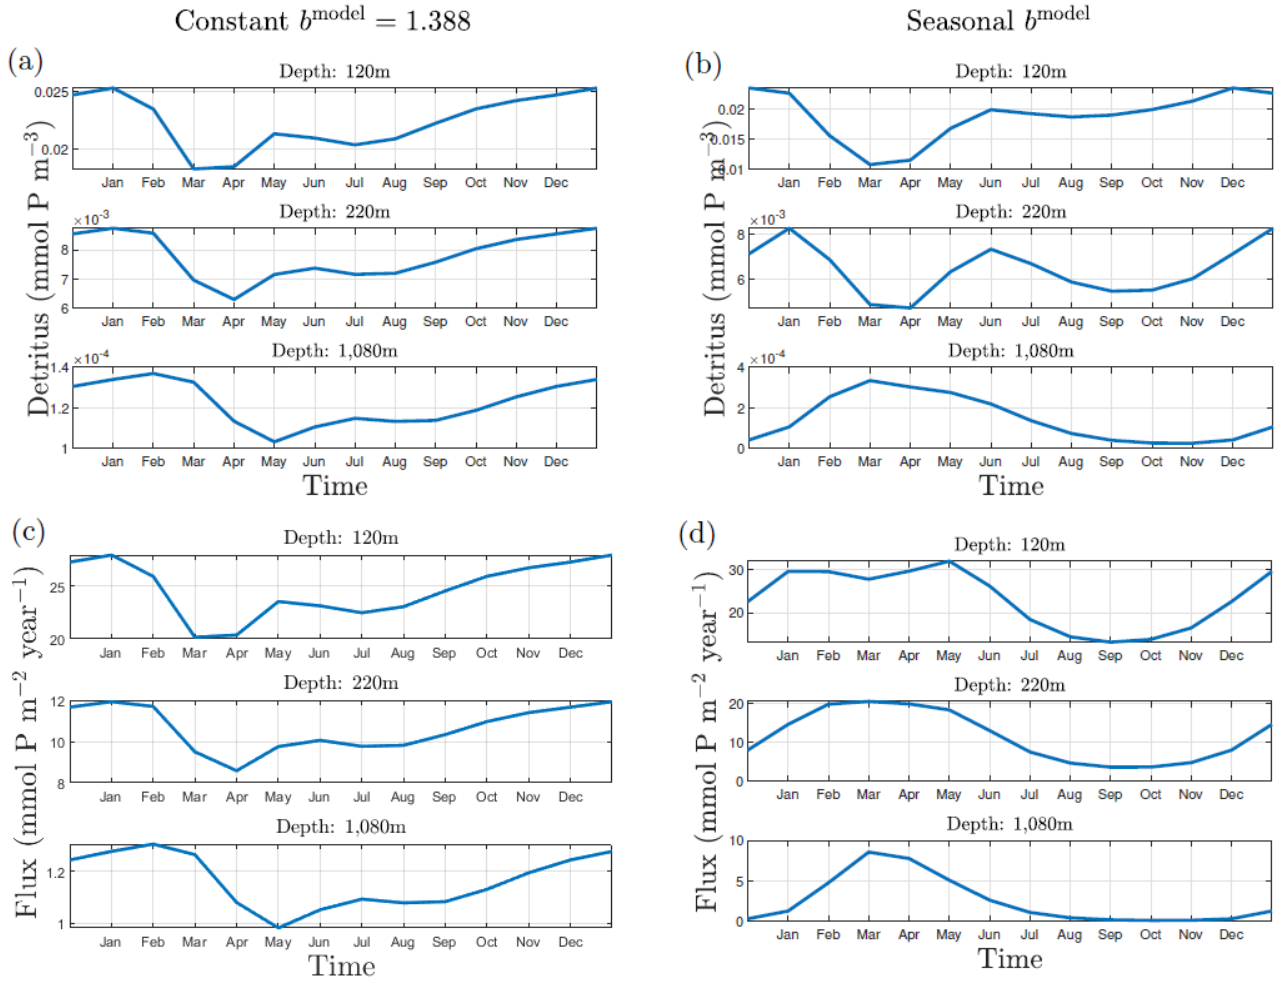 Constant b^model = 1.388
Seasonal b^model
(a)
Depth: 120m
0.025
0.02
Jan Feb Mar Apr May Jun Jul Aug Sep Oct Nov Dec
Depth: 220m
×10^-3
8
7
6
Jan Feb Mar Apr May Jun Jul Aug Sep Oct Nov Dec
Depth: 1,080m
1.4 ×10^-4
1.2
1
Jan Feb Mar Apr May Jun Jul Aug Sep Oct Nov Dec
Detritus (mmol P m^−3)
Time
(b)
Depth: 120m
0.02
0.015
0.01
Jan Feb Mar Apr May Jun Jul Aug Sep Oct Nov Dec
Depth: 220m
×10^-3
8
6
Jan Feb Mar Apr May Jun Jul Aug Sep Oct Nov Dec
Depth: 1,080m
4 ×10^-4
2
0
Jan Feb Mar Apr May Jun Jul Aug Sep Oct Nov Dec
Detritus (mmol P m^−3)
Time
(c)
Depth: 120m
25
20
Jan Feb Mar Apr May Jun Jul Aug Sep Oct Nov Dec
Depth: 220m
12
10
8
Jan Feb Mar Apr May Jun Jul Aug Sep Oct Nov Dec
Depth: 1,080m
1.2
1
Jan Feb Mar Apr May Jun Jul Aug Sep Oct Nov Dec
Flux (mmol P m^−2 year^−1)
Time
(d)
Depth: 120m
30
20
Jan Feb Mar Apr May Jun Jul Aug Sep Oct Nov Dec
Depth: 220m
20
10
0
Jan Feb Mar Apr May Jun Jul Aug Sep Oct Nov Dec
Depth: 1,080m
10
5
0
Jan Feb Mar Apr May Jun Jul Aug Sep Oct Nov Dec
Flux (mmol P m^−2 year^−1)
Time